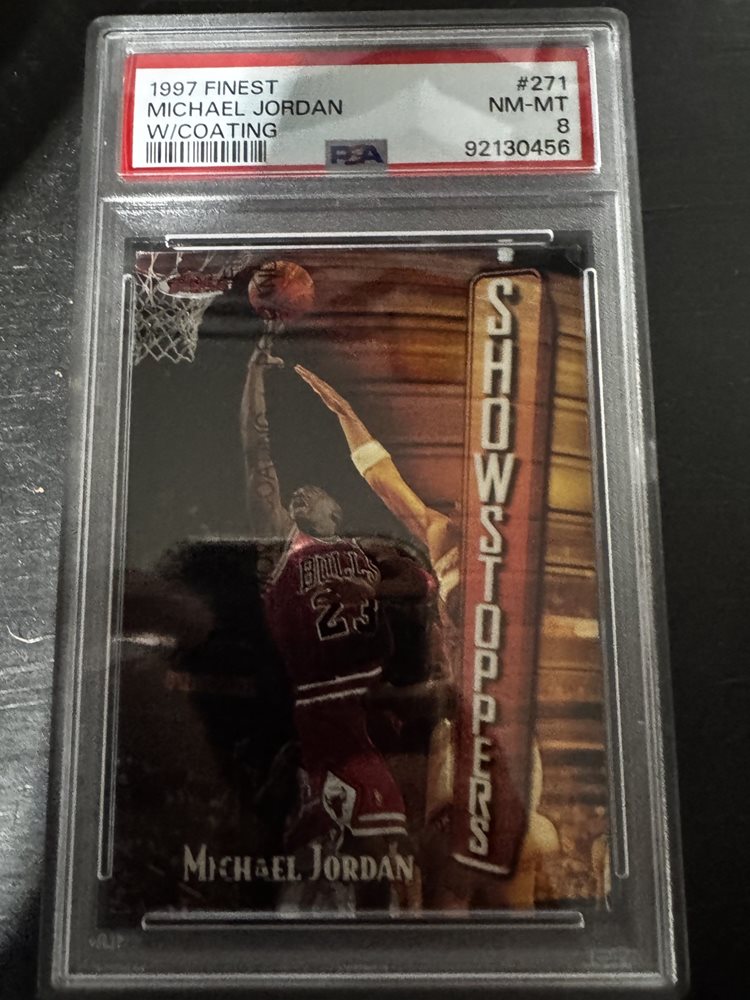 1997 FINEST
#271
MICHAEL JORDAN
NM-MT
W/COATING
8
PSA
92130456
SHOWSTOPPERS
BULLS
23
MICHAEL JORDAN